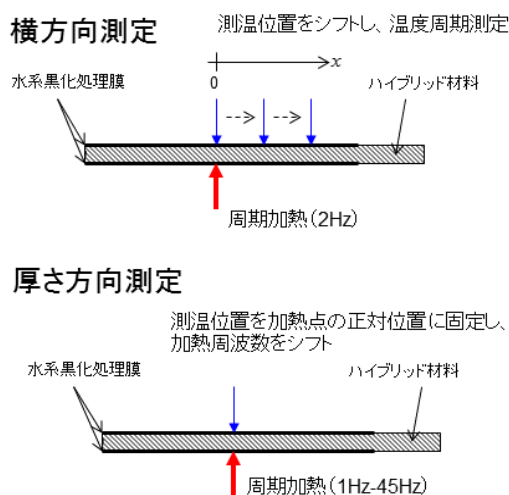 横方向測定
測温位置をシフトし、温度周期測定
水系黒化処理膜
0
x
ハイブリッド材料
周期加熱(2Hz)
厚さ方向測定
測温位置を加熱点の正対位置に固定し、
加熱周波数をシフト
水系黒化処理膜
ハイブリッド材料
周期加熱(1Hz-45Hz)